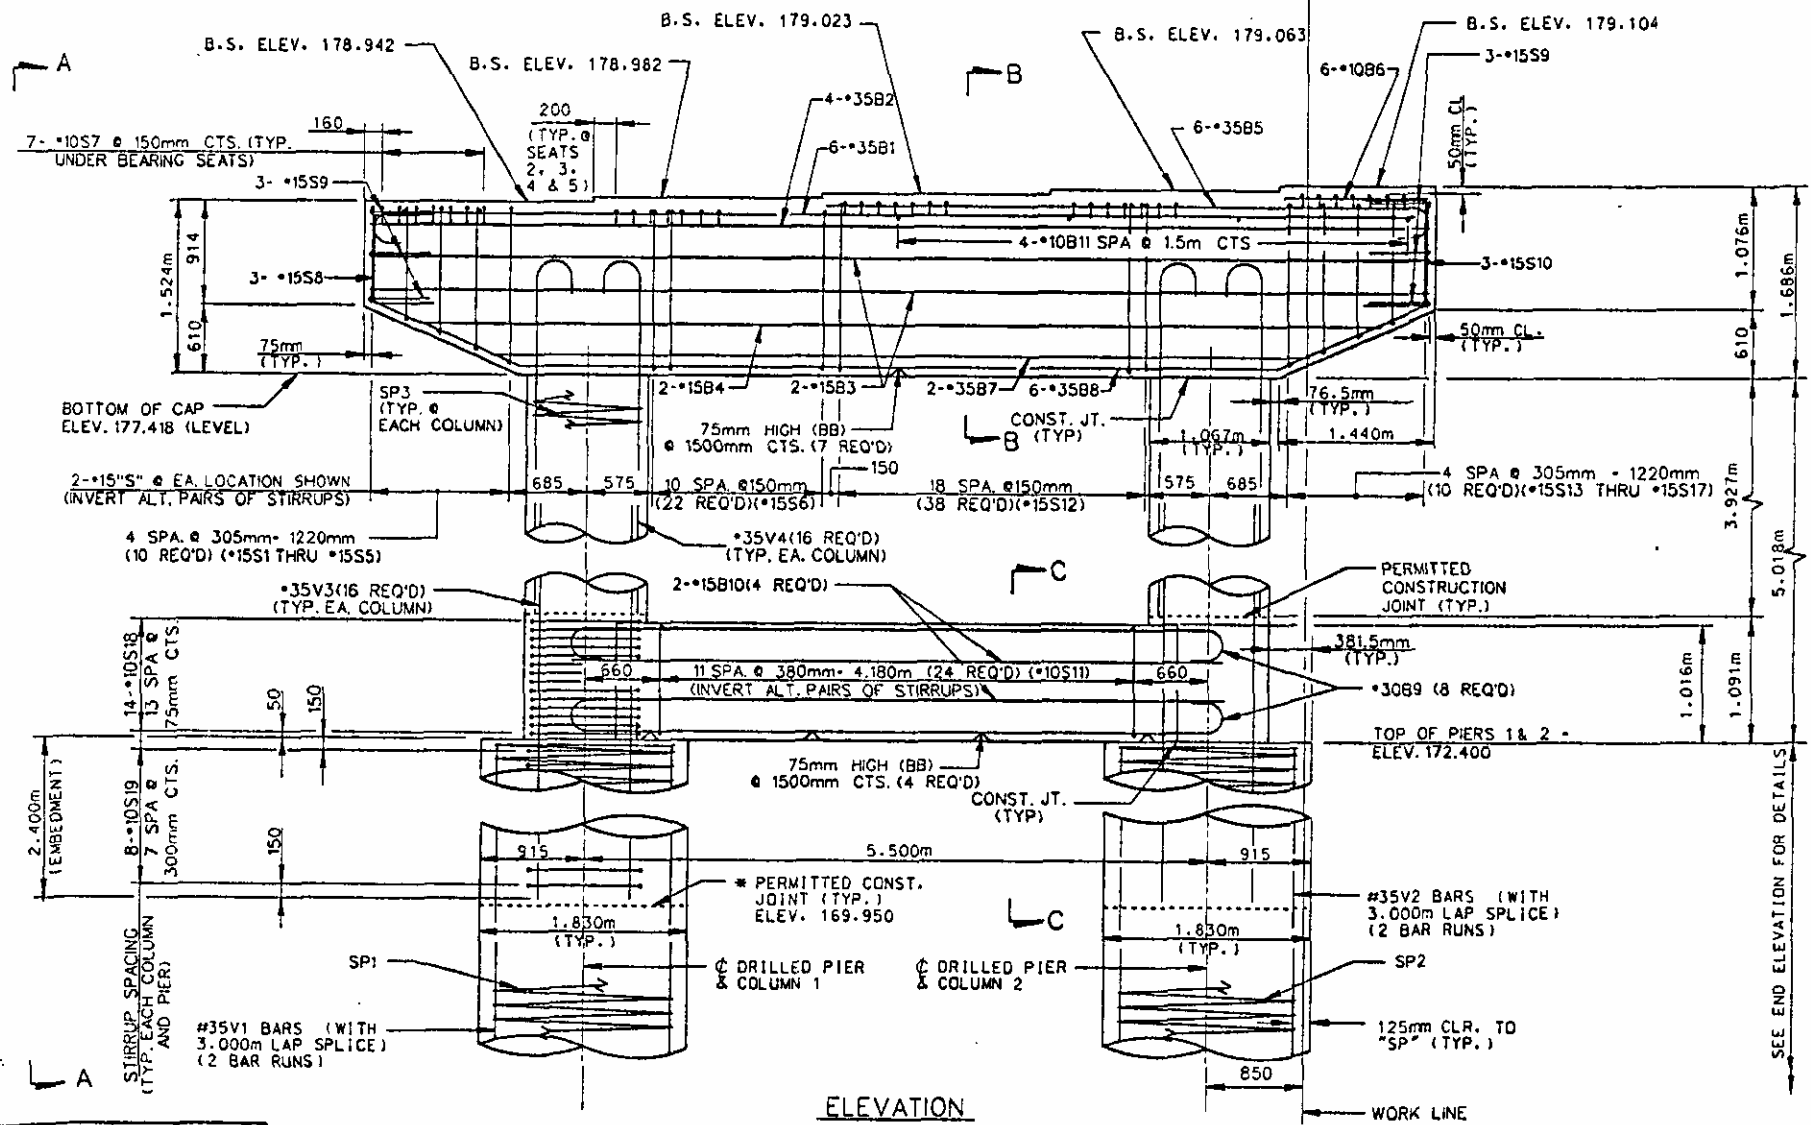 B.S. ELEV. 179.023
B.S. ELEV. 178.942
B.S. ELEV. 178.982
B.S. ELEV. 179.063
B.S. ELEV. 179.104
A
B
3-•15S9
6-•10B6
4-•35B2
6-•35B1
6-•35B5
200
(TYP. @
SEATS
2, 3,
4 & 5)
160
7- •10S7 @ 150mm CTS. (TYP.
UNDER BEARING SEATS)
3- •15S9
50mm CL
(TYP.)
4-•10B11 SPA @ 1.5m CTS
3- •15S8
3-•15S10
1.524m
914
610
1.076m
1.686m
610
75mm
(TYP.)
50mm CL.
(TYP.)
BOTTOM OF CAP
ELEV. 177.418 (LEVEL)
SP3
(TYP. @
EACH COLUMN)
2-•15B4
2-•15B3
2-•35B7
6-•35B8
75mm HIGH (BB)
@ 1500mm CTS. (7 REQ'D)
B
CONST. JT.
(TYP)
76.5mm
(TYP.)
1.067m
(TYP.)
1.440m
2-•15"S" @ EA. LOCATION SHOWN
(INVERT ALT. PAIRS OF STIRRUPS)
685
575
10 SPA. @150mm
(22 REQ'D)(•15S6)
150
18 SPA. @150mm
(38 REQ'D)(•15S12)
575
685
4 SPA @ 305mm - 1220mm
(10 REQ'D)(•15S13 THRU •15S17)
4 SPA. @ 305mm- 1220mm
(10 REQ'D) (•15S1 THRU •15S5)
•35V4(16 REQ'D)
(TYP. EA. COLUMN)
3.927m
5.018m
•35V3(16 REQ'D)
(TYP. EA. COLUMN)
2-•15B10(4 REQ'D)
C
PERMITTED
CONSTRUCTION
JOINT (TYP.)
14-•10S18
13 SPA @
75mm CTS.
50
150
660
11 SPA. @ 380mm- 4.180m (24 REQ'D) (•10S11)
(INVERT ALT. PAIRS OF STIRRUPS)
660
381.5mm
(TYP.)
•30B9 (8 REQ'D)
1.016m
1.091m
TOP OF PIERS 1 & 2 -
ELEV. 172.400
75mm HIGH (BB)
@ 1500mm CTS. (4 REQ'D)
CONST. JT.
(TYP)
2.400m
(EMBEDMENT)
8-•10S19
7 SPA @
300mm CTS.
150
915
5.500m
915
* PERMITTED CONST.
JOINT (TYP.)
ELEV. 169.950
C
#35V2 BARS (WITH
3.000m LAP SPLICE)
(2 BAR RUNS)
1.830m
(TYP.)
1.830m
(TYP.)
SP1
℄ DRILLED PIER
& COLUMN 1
℄ DRILLED PIER
& COLUMN 2
SP2
STIRRUP SPACING
(TYP. EACH COLUMN
AND PIER)
#35V1 BARS (WITH
3.000m LAP SPLICE)
(2 BAR RUNS)
125mm CLR. TO
"SP" (TYP.)
SEE END ELEVATION FOR DETAILS
A
850
ELEVATION
WORK LINE